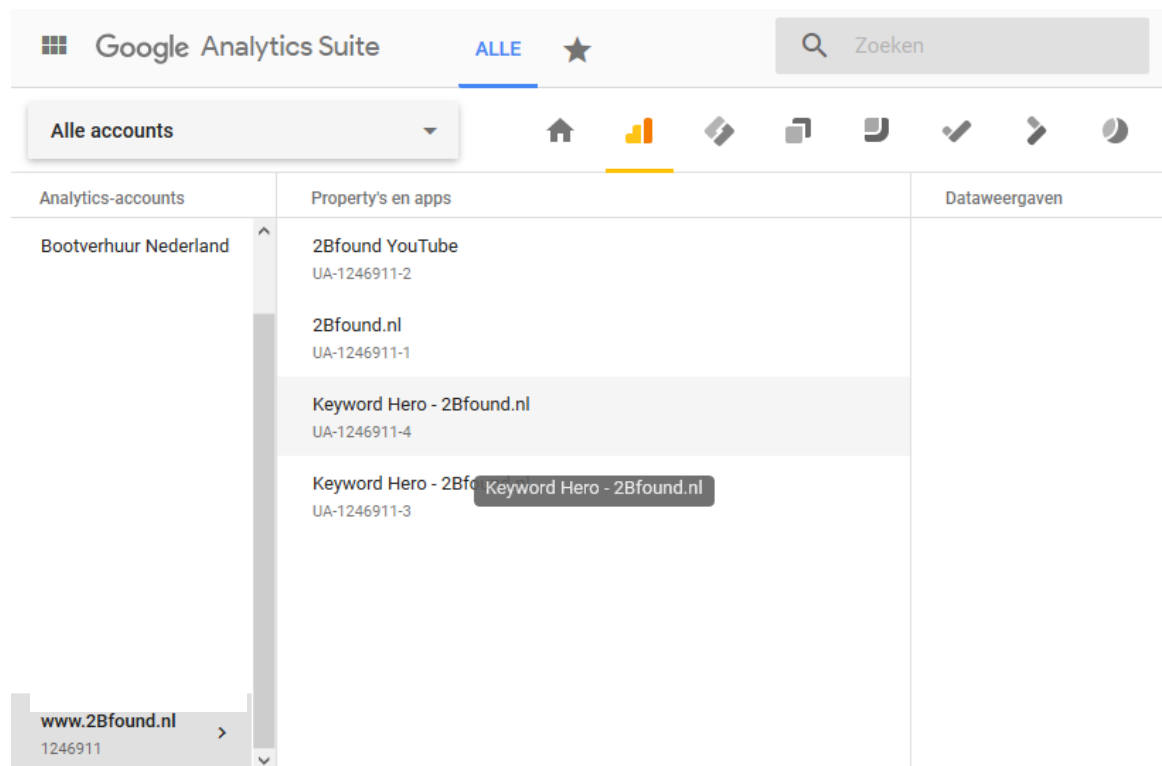 Google Analytics Suite
ALLE
Zoeken
Alle accounts
Analytics-accounts
Property's en apps
Dataweergaven
Bootverhuur Nederland
2Bfound YouTube
UA-1246911-2
2Bfound.nl
UA-1246911-1
Keyword Hero - 2Bfound.nl
UA-1246911-4
Keyword Hero - 2Bfound.nl
Keyword Hero - 2Bfound.nl
UA-1246911-3
www.2Bfound.nl
1246911